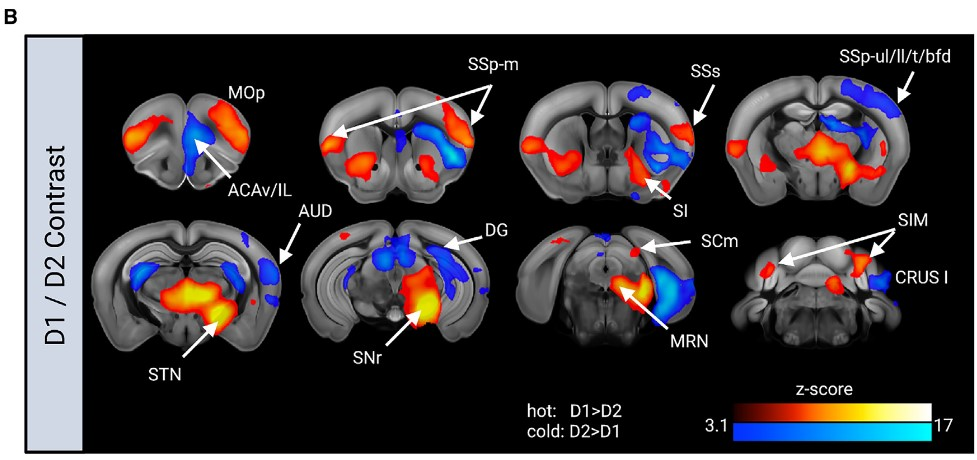 B
D1 / D2 Contrast
MOp
ACAv/IL
SSp-m
SSs
SI
SSp-ul/ll/t/bfd
AUD
STN
DG
SNr
SCm
MRN
SIM
CRUS I
hot: D1>D2
cold: D2>D1
z-score
3.1
17